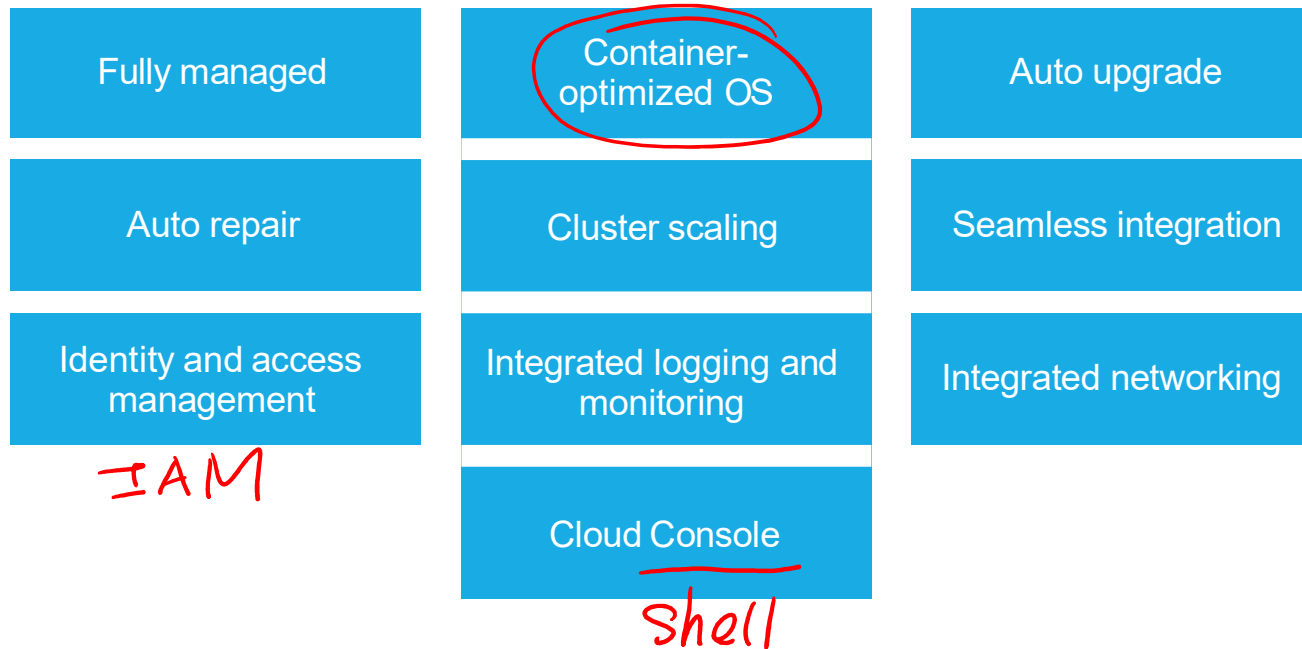 Fully managed
Container-
optimized OS
Auto upgrade
Auto repair
Cluster scaling
Seamless integration
Identity and access
management
IAM
Integrated logging and
monitoring
Integrated networking
Cloud Console
Shell